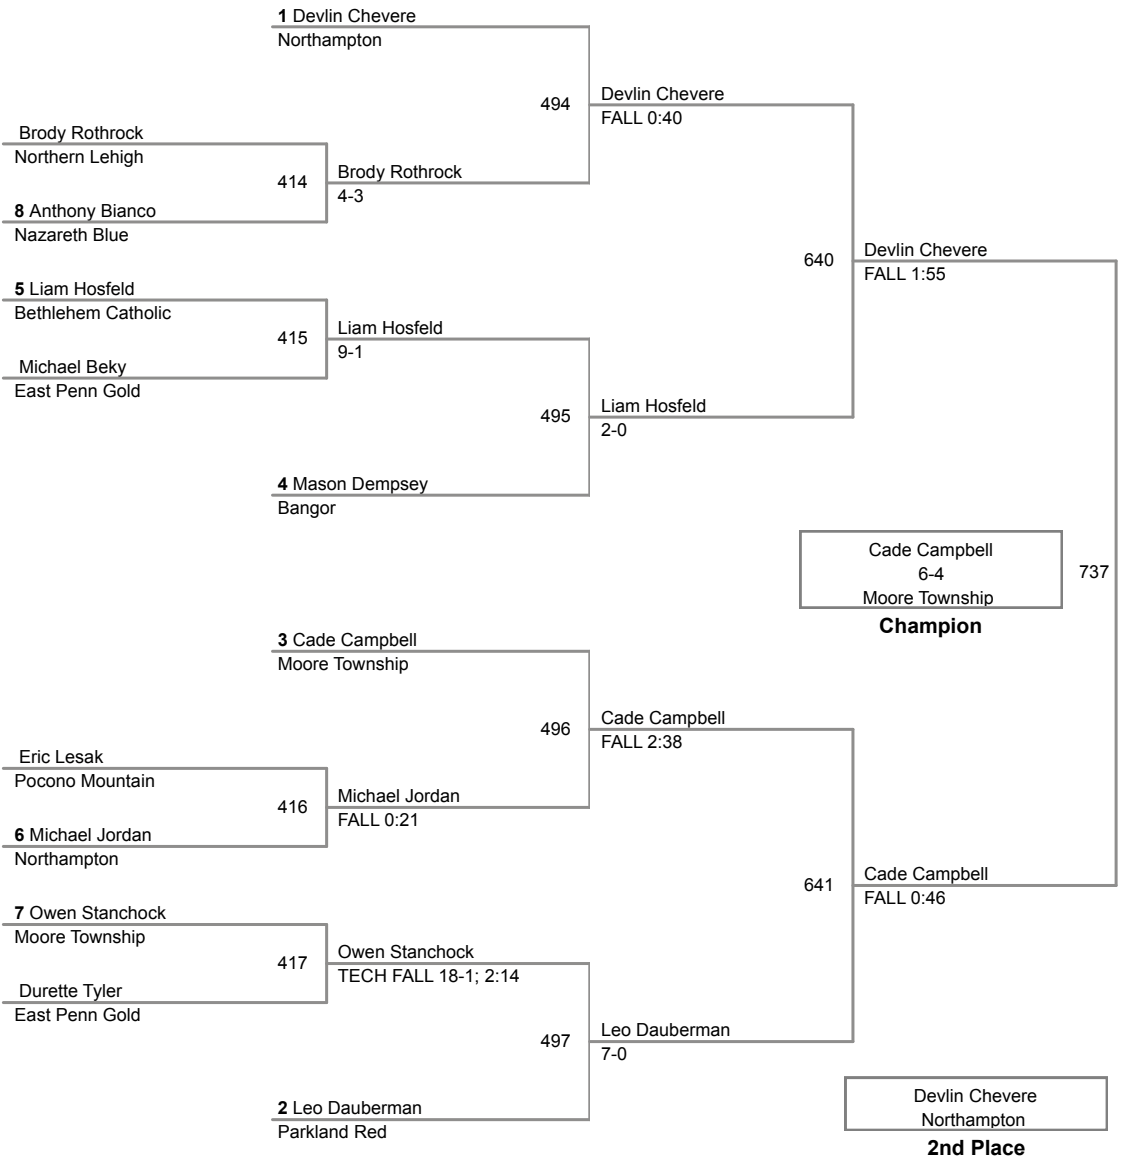 1 Devlin Chevere
Northampton
494
Devlin Chevere
FALL 0:40
Brody Rothrock
Northern Lehigh
414
Brody Rothrock
4-3
8 Anthony Bianco
Nazareth Blue
640
Devlin Chevere
FALL 1:55
5 Liam Hosfeld
Bethlehem Catholic
415
Liam Hosfeld
9-1
Michael Beky
East Penn Gold
495
Liam Hosfeld
2-0
4 Mason Dempsey
Bangor
Cade Campbell
6-4
Moore Township
Champion
737
3 Cade Campbell
Moore Township
496
Cade Campbell
FALL 2:38
Eric Lesak
Pocono Mountain
416
Michael Jordan
FALL 0:21
6 Michael Jordan
Northampton
641
Cade Campbell
FALL 0:46
7 Owen Stanchock
Moore Township
417
Owen Stanchock
TECH FALL 18-1; 2:14
Durette Tyler
East Penn Gold
497
Leo Dauberman
7-0
2 Leo Dauberman
Parkland Red
Devlin Chevere
Northampton
2nd Place